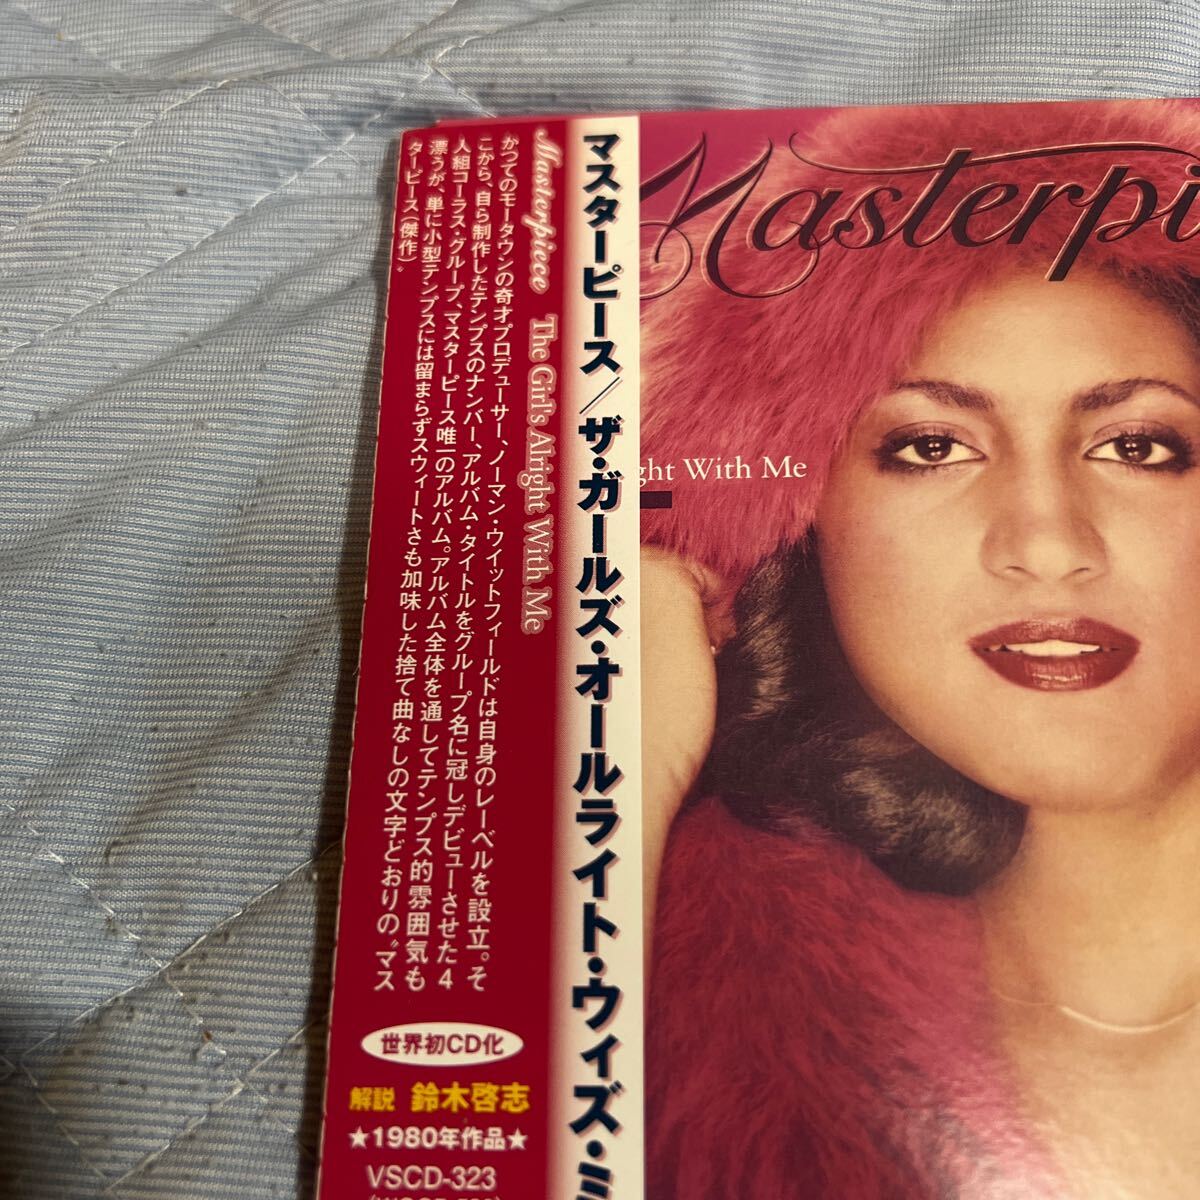 Masterpiece The Girl's Alright With Me
かつてのモータウンの奇才プロデューサー、ノーマン・ウイットフィールドは自身のレーベルを設立。そ
こから、自ら制作したテンプスのナンバー、アルバム・タイトルをグループ名に冠しデビューさせた4
人組コーラス・グループ、マスターピース唯一のアルバム。アルバム全体を通してテンプス的雰囲気も
漂うが、単に小型テンプスには留まらずスウィートさも加味した捨て曲なしの文字どおりの〝マス
ターピース(傑作)〟
世界初CD化
解説 鈴木啓志
★1980年作品★
VSCD-323
マスターピース/ザ・ガールズ・オールライト・ウィズ・ミ
Masterpi
ght With Me